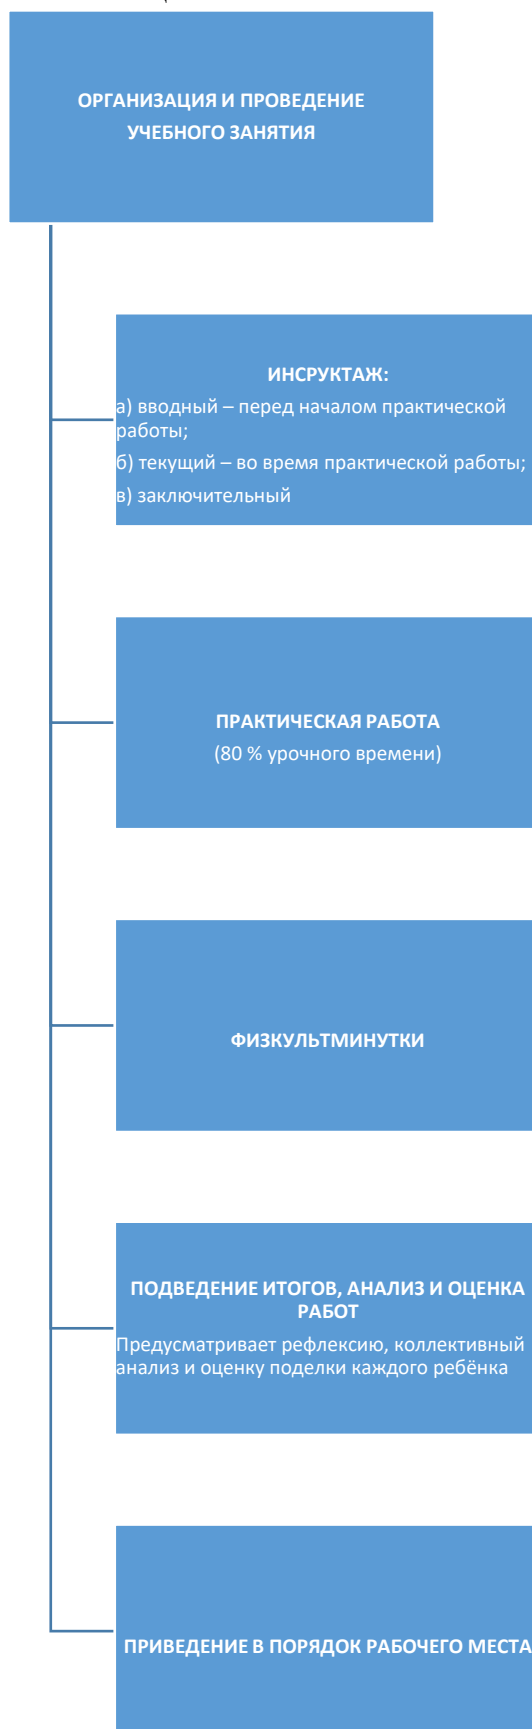 ОРГАНИЗАЦИЯ И ПРОВЕДЕНИЕ
УЧЕБНОГО ЗАНЯТИЯ
ИНСРУКТАЖ:
а) вводный – перед началом практической
работы;
б) текущий – во время практической работы;
в) заключительный
ПРАКТИЧЕСКАЯ РАБОТА
(80 % урочного времени)
ФИЗКУЛЬТМИНУТКИ
ПОДВЕДЕНИЕ ИТОГОВ, АНАЛИЗ И ОЦЕНКА
РАБОТ
Предусматривает рефлексию, коллективный
анализ и оценку поделки каждого ребёнка
ПРИВЕДЕНИЕ В ПОРЯДОК РАБОЧЕГО МЕСТА